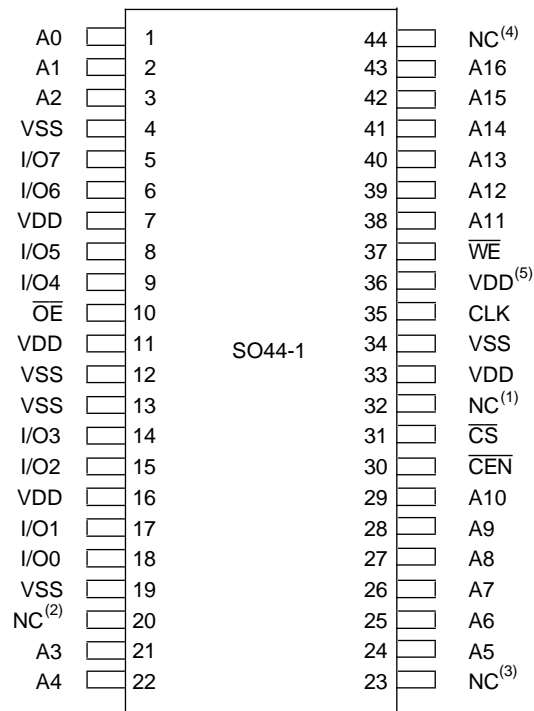 A0 1 44 NC(4)
A1 2 43 A16
A2 3 42 A15
VSS 4 41 A14
I/O7 5 40 A13
I/O6 6 39 A12
VDD 7 38 A11
I/O5 8 37 W̅E̅
I/O4 9 36 VDD(5)
O̅E̅ 10 35 CLK
VDD 11 34 VSS
SO44-1
VSS 12 33 VDD
VSS 13 32 NC(1)
I/O3 14 31 C̅S̅
I/O2 15 30 C̅E̅N̅
VDD 16 29 A10
I/O1 17 28 A9
I/O0 18 27 A8
VSS 19 26 A7
NC(2) 20 25 A6
A3 21 24 A5
A4 22 23 NC(3)